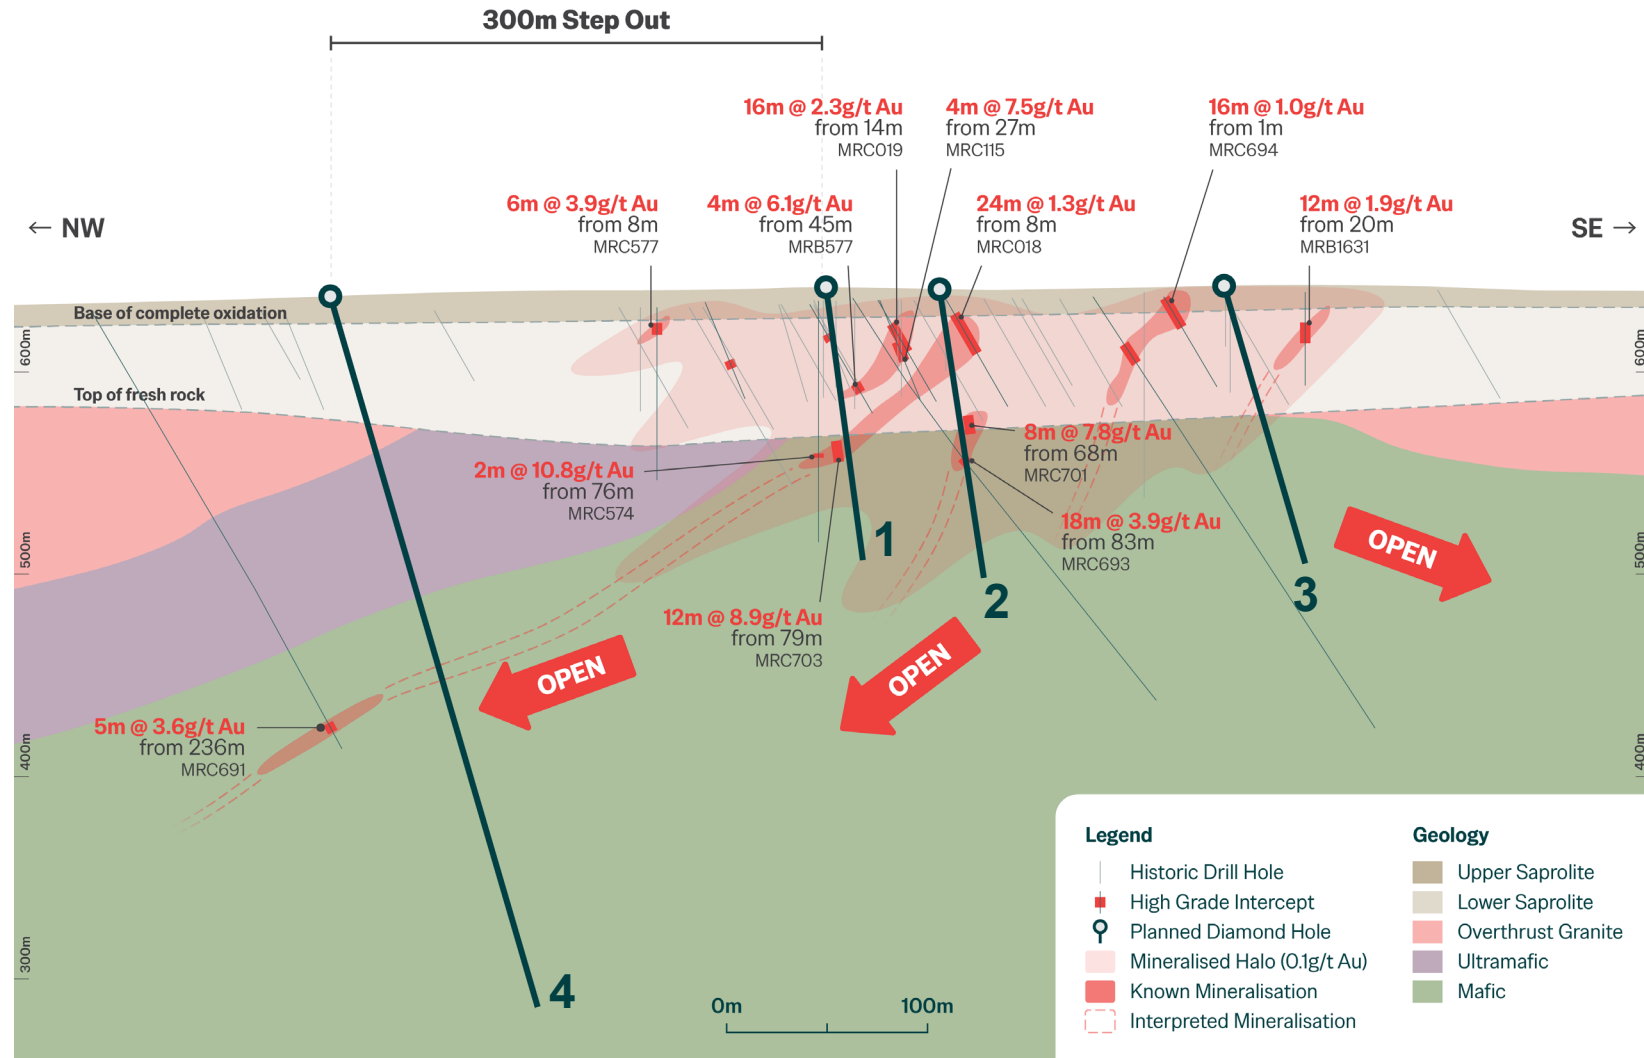 300m Step Out
16m @ 2.3g/t Au
from 14m
MRC019
4m @ 7.5g/t Au
from 27m
MRC115
16m @ 1.0g/t Au
from 1m
MRC694
← NW
6m @ 3.9g/t Au
from 8m
MRC577
4m @ 6.1g/t Au
from 45m
MRB577
24m @ 1.3g/t Au
from 8m
MRC018
12m @ 1.9g/t Au
from 20m
MRB1631
SE →
Base of complete oxidation
600m
600m
Top of fresh rock
8m @ 7.8g/t Au
from 68m
MRC701
2m @ 10.8g/t Au
from 76m
MRC574
18m @ 3.9g/t Au
from 83m
MRC693
1
2
3
OPEN
500m
500m
12m @ 8.9g/t Au
from 79m
MRC703
OPEN
OPEN
5m @ 3.6g/t Au
from 236m
MRC691
400m
400m
300m
4
0m
100m
Legend
Historic Drill Hole
High Grade Intercept
Planned Diamond Hole
Mineralised Halo (0.1g/t Au)
Known Mineralisation
Interpreted Mineralisation
Geology
Upper Saprolite
Lower Saprolite
Overthrust Granite
Ultramafic
Mafic